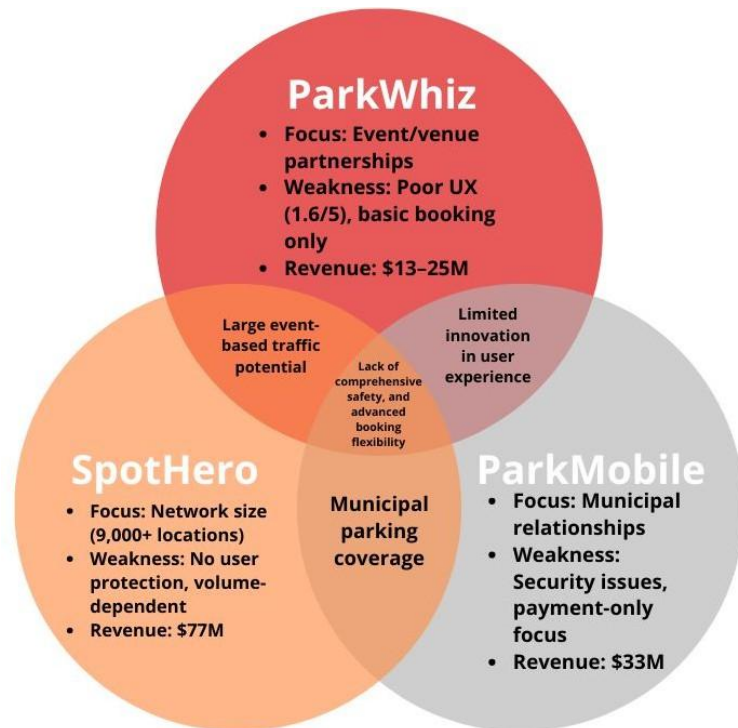 ParkWhiz
• Focus: Event/venue
partnerships
• Weakness: Poor UX
(1.6/5), basic booking
only
• Revenue: $13–25M
Large event-
based traffic
potential
Limited
innovation
in user
experience
Lack of
comprehensive
safety, and
advanced
booking
flexibility
SpotHero
• Focus: Network size
(9,000+ locations)
• Weakness: No user
protection, volume-
dependent
• Revenue: $77M
Municipal
parking
coverage
ParkMobile
• Focus: Municipal
relationships
• Weakness:
Security issues,
payment-only
focus
• Revenue: $33M